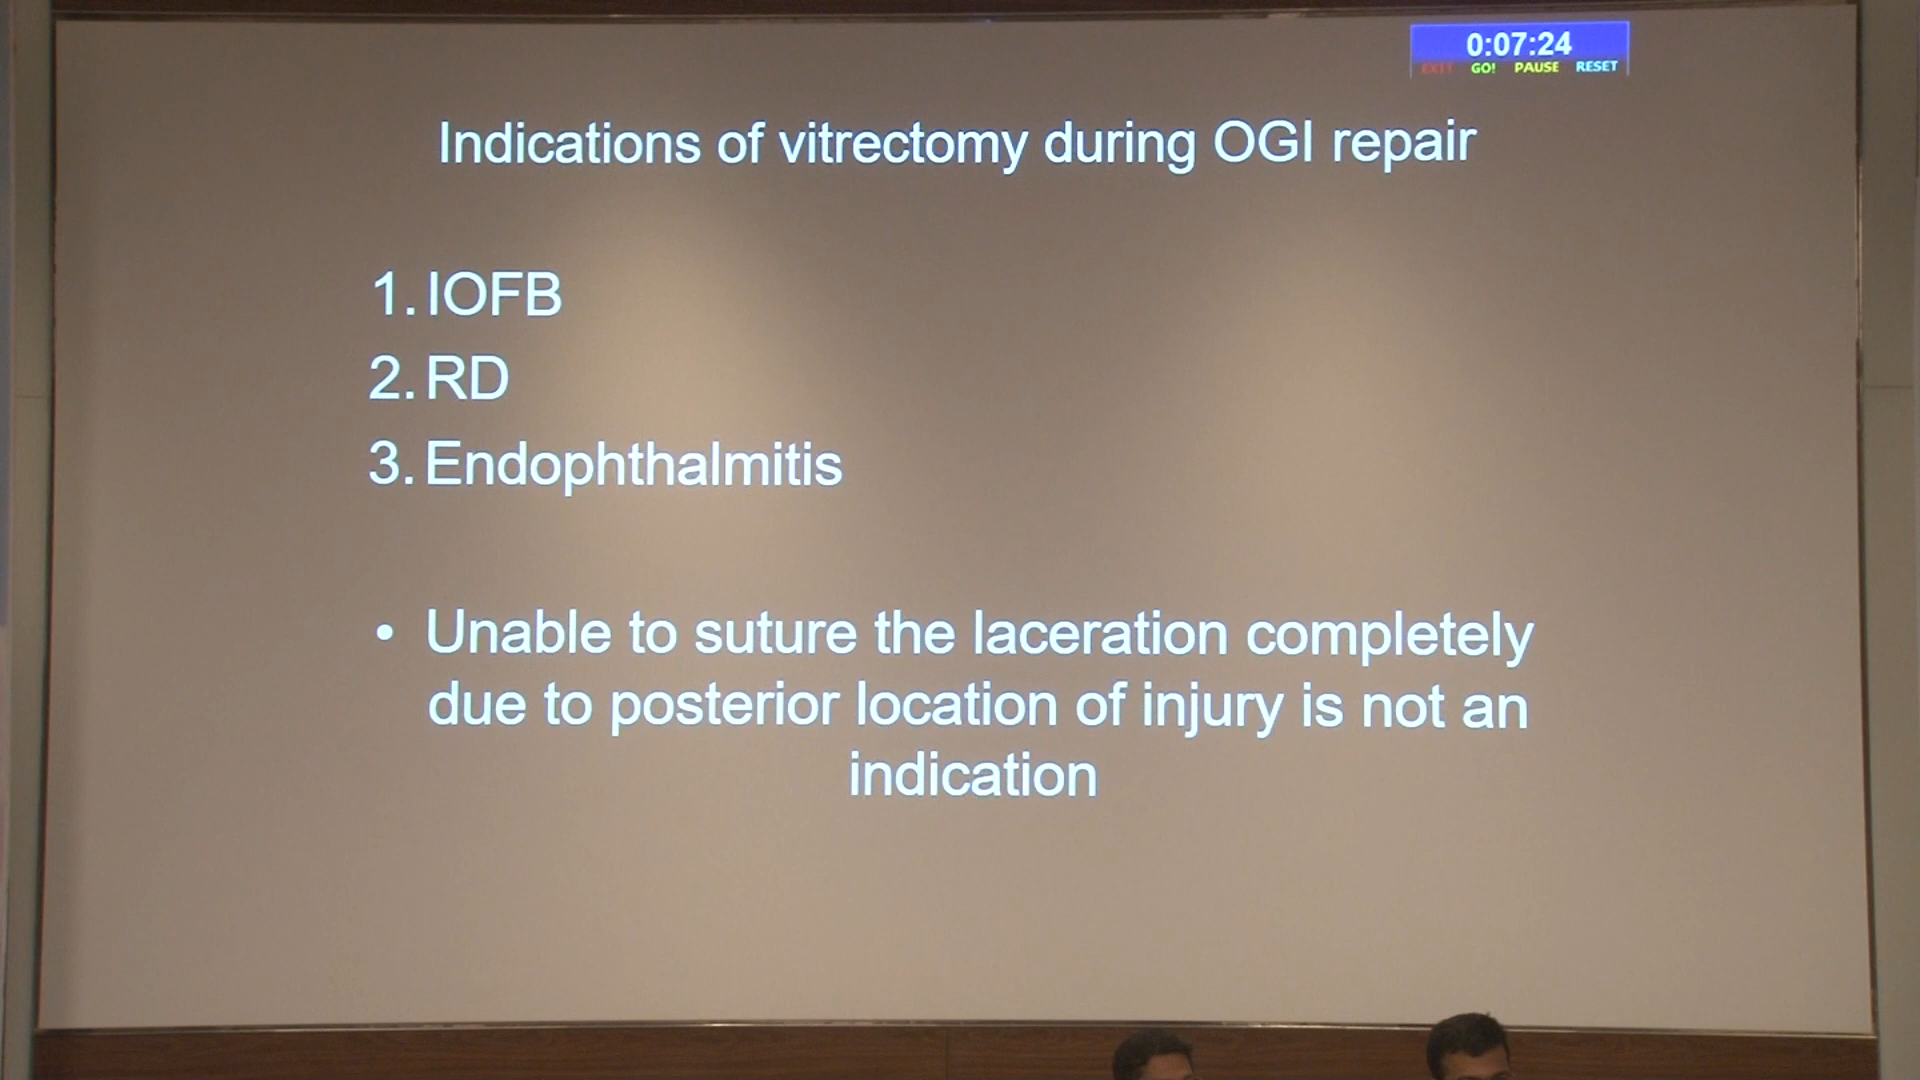 0:07:24
EXIT GO! PAUSE RESET
Indications of vitrectomy during OGI repair
1. IOFB
2. RD
3. Endophthalmitis
• Unable to suture the laceration completely
due to posterior location of injury is not an
indication